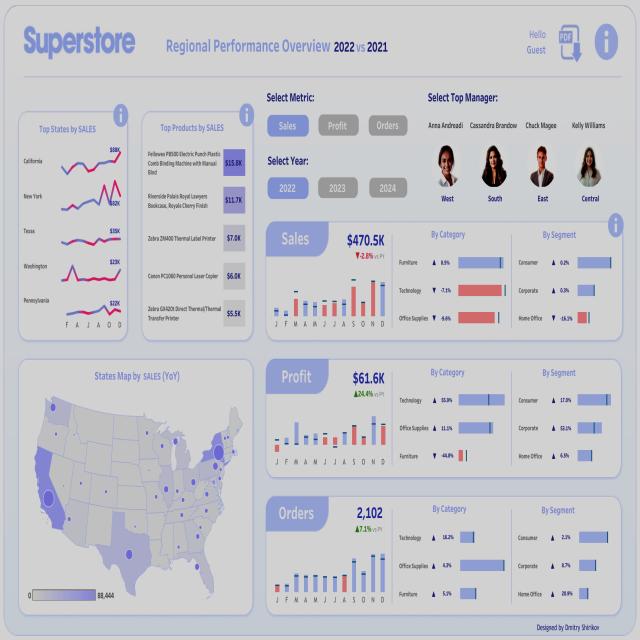 Superstore
Regional Performance Overview 2022 vs 2021
Hello
Guest
PDF
i
Select Metric:
Sales
Profit
Orders
Select Year:
2022
2023
2024
Select Top Manager:
Anna Andreadi
Cassandra Brandow
Chuck Magee
Kelly Williams
West
South
East
Central
i
Top States by SALES
California
$88K
New York
$82K
Texas
$35K
Washington
$23K
Pennsylvania
$22K
F A J A O D
i
Top Products by SALES
Fellowes PB500 Electric Punch Plastic
Comb Binding Machine with Manual
Bind
$15.8K
Riverside Palais Royal Lawyers
Bookcase, Royale Cherry Finish
$11.7K
Zebra ZM400 Thermal Label Printer
$7.0K
Canon PC1060 Personal Laser Copier
$6.0K
Zebra GX420t Direct Thermal/Thermal
Transfer Printer
$5.5K
i
Sales
$470.5K
▼-2.8% vs PY
J F M A M J J A S O N D
By Category
Furniture ▲ 8.5%
Technology ▼ -7.1%
Office Supplies ▼ -9.6%
By Segment
Consumer ▲ 0.2%
Corporate ▲ 0.3%
Home Office ▼ -16.1%
States Map by SALES (YoY)
0
88,444
Profit
$61.6K
▲24.4% vs PY
J F M A M J J A S O N D
By Category
Technology ▲ 55.9%
Office Supplies ▲ 11.1%
Furniture ▼ -44.8%
By Segment
Consumer ▲ 17.0%
Corporate ▲ 53.1%
Home Office ▲ 6.5%
Orders
2,102
▲7.1% vs PY
J F M A M J J A S O N D
By Category
Technology ▲ 18.2%
Office Supplies ▲ 4.3%
Furniture ▲ 5.1%
By Segment
Consumer ▲ 2.1%
Corporate ▲ 8.7%
Home Office ▲ 20.9%
Designed by Dmitry Shirikov